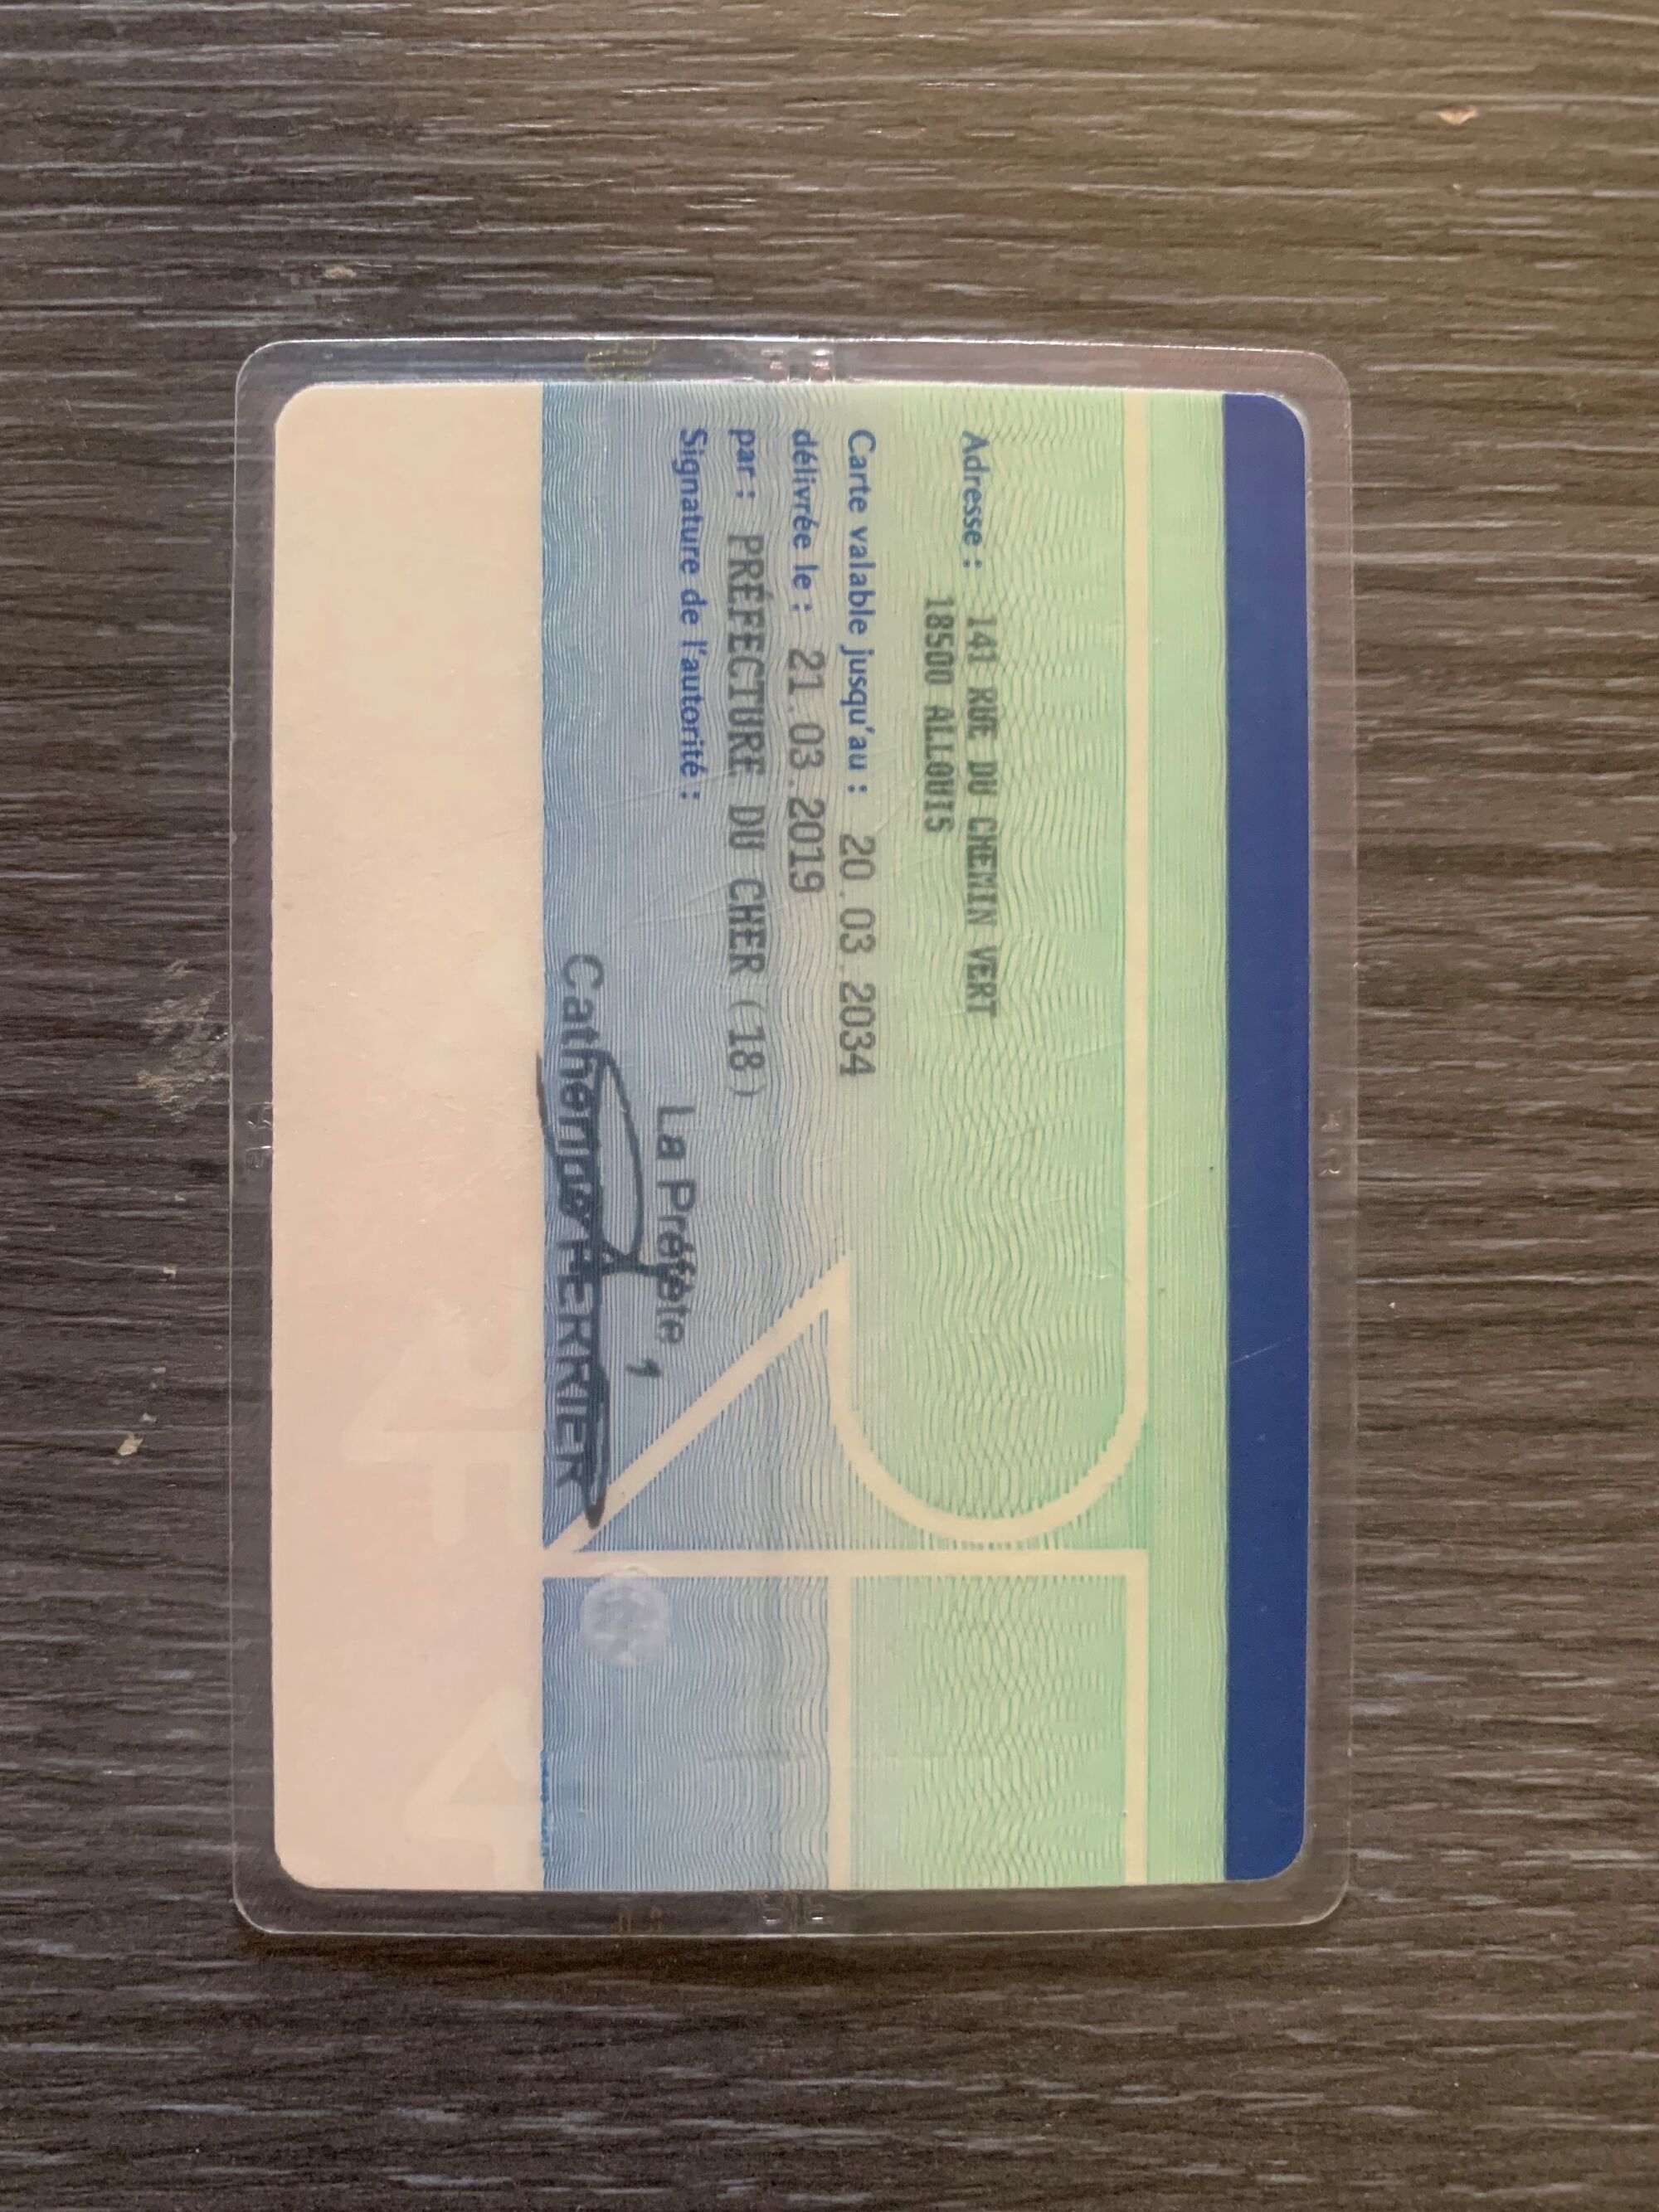 Adresse : 141 RUE DU CHEMIN VERT
18500 ALLOUIS
Carte valable jusqu'au : 20.03.2034
délivrée le : 21.03.2019
par : PRÉFECTURE DU CHER (18)
Signature de l'autorité :
La Préfète,
Catherine FERRIER
RF